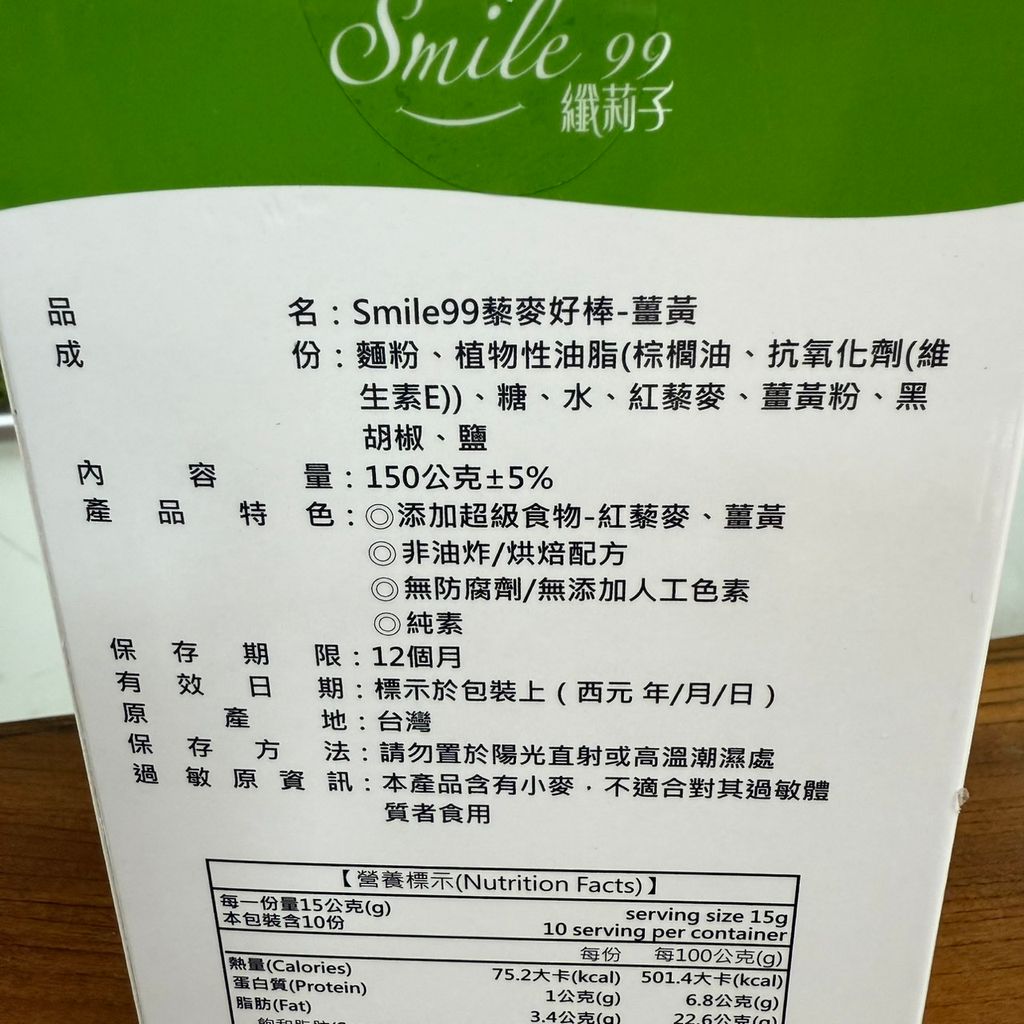 Smile 99
纖莉子
品名：Smile99藜麥好棒-薑黃
成份：麵粉、植物性油脂(棕櫚油、抗氧化劑(維
生素E))、糖、水、紅藜麥、薑黃粉、黑
胡椒、鹽
內容量：150公克±5%
產品特色：◎添加超級食物-紅藜麥、薑黃
◎非油炸/烘焙配方
◎無防腐劑/無添加人工色素
◎純素
保存期限：12個月
有效日期：標示於包裝上（西元 年/月/日）
原產地：台灣
保存方法：請勿置於陽光直射或高溫潮濕處
過敏原資訊：本產品含有小麥，不適合對其過敏體
質者食用
【營養標示(Nutrition Facts)】
每一份量15公克(g) serving size 15g
本包裝含10份 10 serving per container
每份 每100公克(g)
熱量(Calories) 75.2大卡(kcal) 501.4大卡(kcal)
蛋白質(Protein) 1公克(g) 6.8公克(g)
脂肪(Fat) 3.4公克(g) 22.6公克(g)